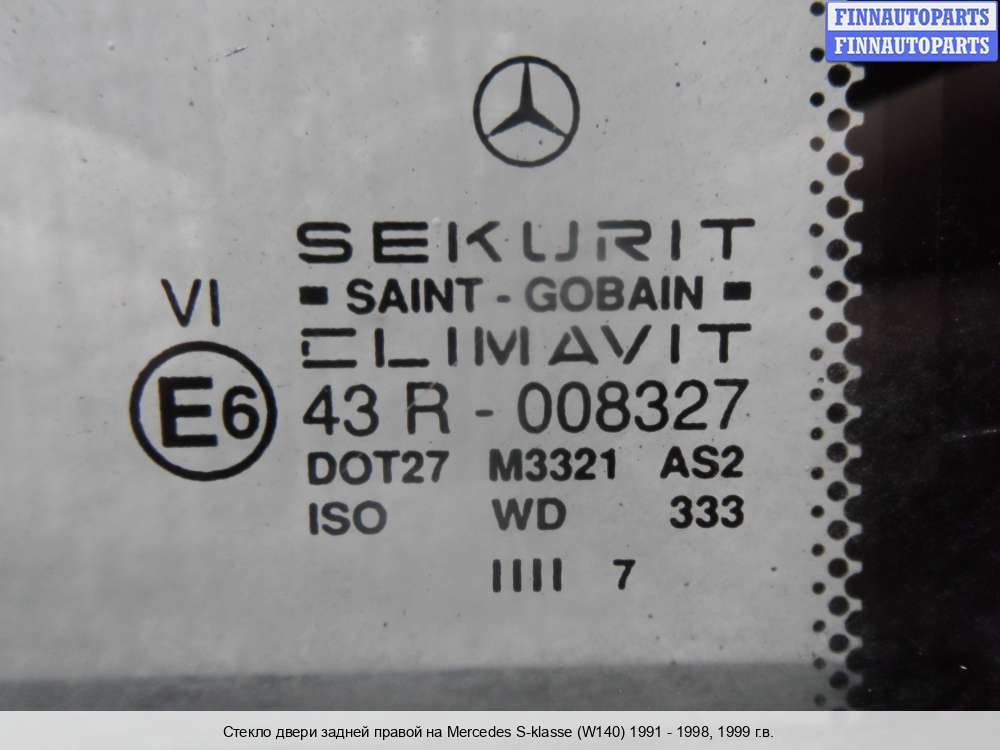 FINNAUTOPARTS
FINNAUTOPARTS
SEKURIT
SAINT - GOBAIN
CLIMAVIT
VI
E6 43 R - 008327
DOT27 M3321 AS2
ISO WD 333
IIII 7
Стекло двери задней правой на Mercedes S-klasse (W140) 1991 - 1998, 1999 г.в.